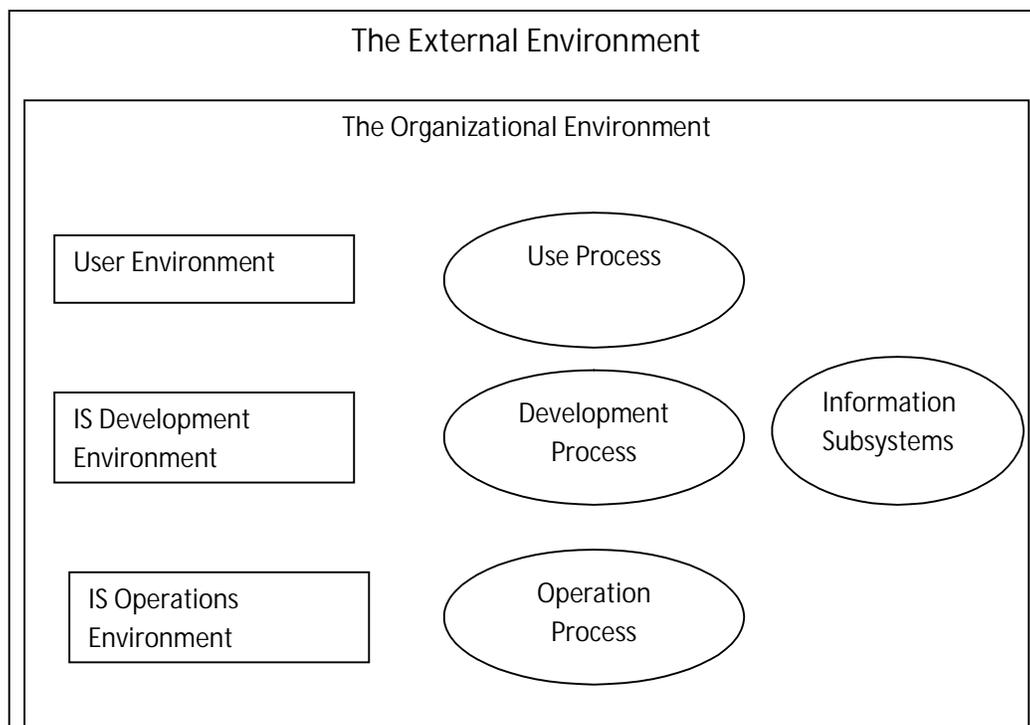 The External Environment
The Organizational Environment
User Environment
Use Process
IS Development
Environment
Development
Process
Information
Subsystems
IS Operations
Environment
Operation
Process